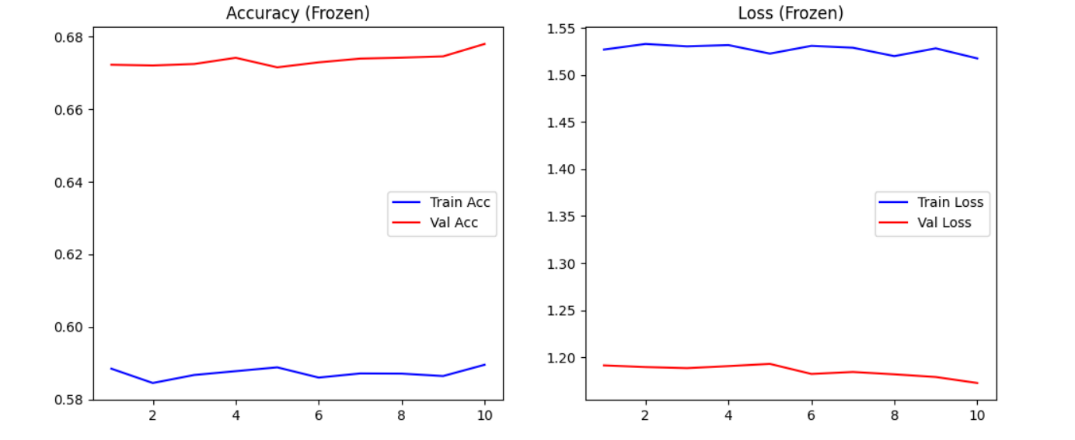 Accuracy (Frozen)
0.68
0.66
0.64
0.62
0.60
0.58
2 4 6 8 10
Train Acc
Val Acc
Loss (Frozen)
1.55
1.50
1.45
1.40
1.35
1.30
1.25
1.20
2 4 6 8 10
Train Loss
Val Loss